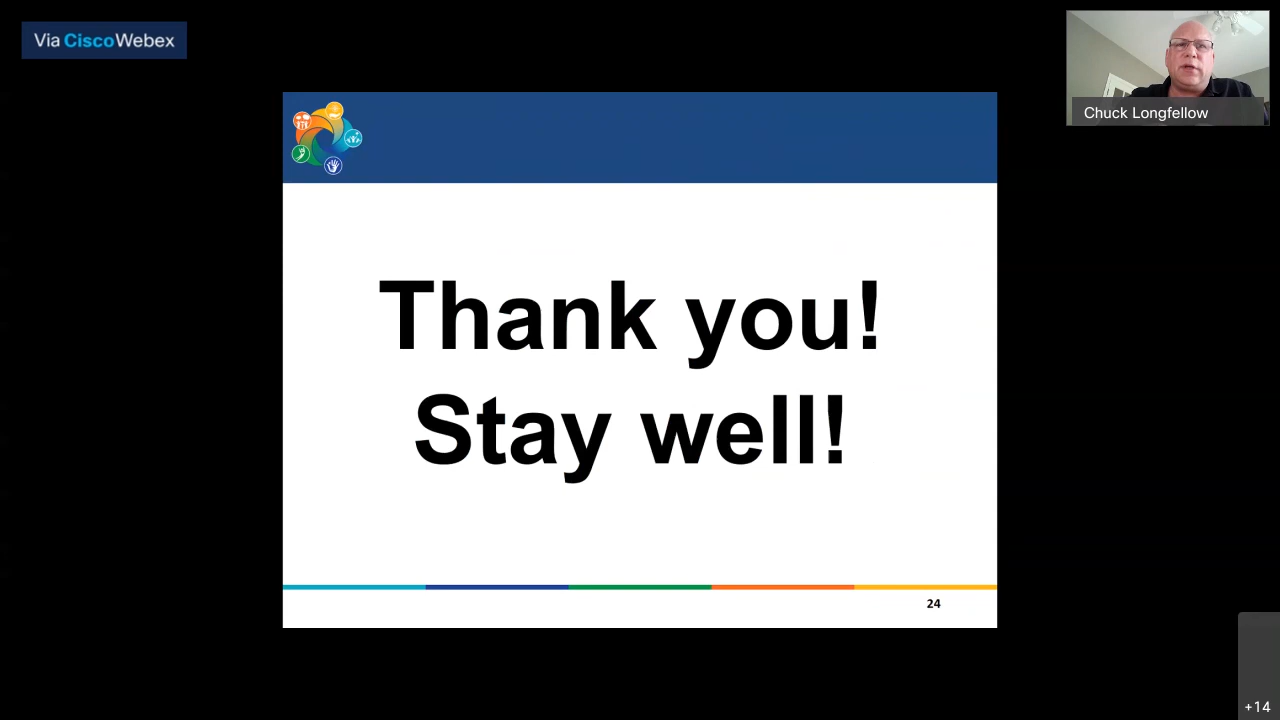 Via CiscoWebex
Chuck Longfellow
Thank you!
Stay well!
24
+14